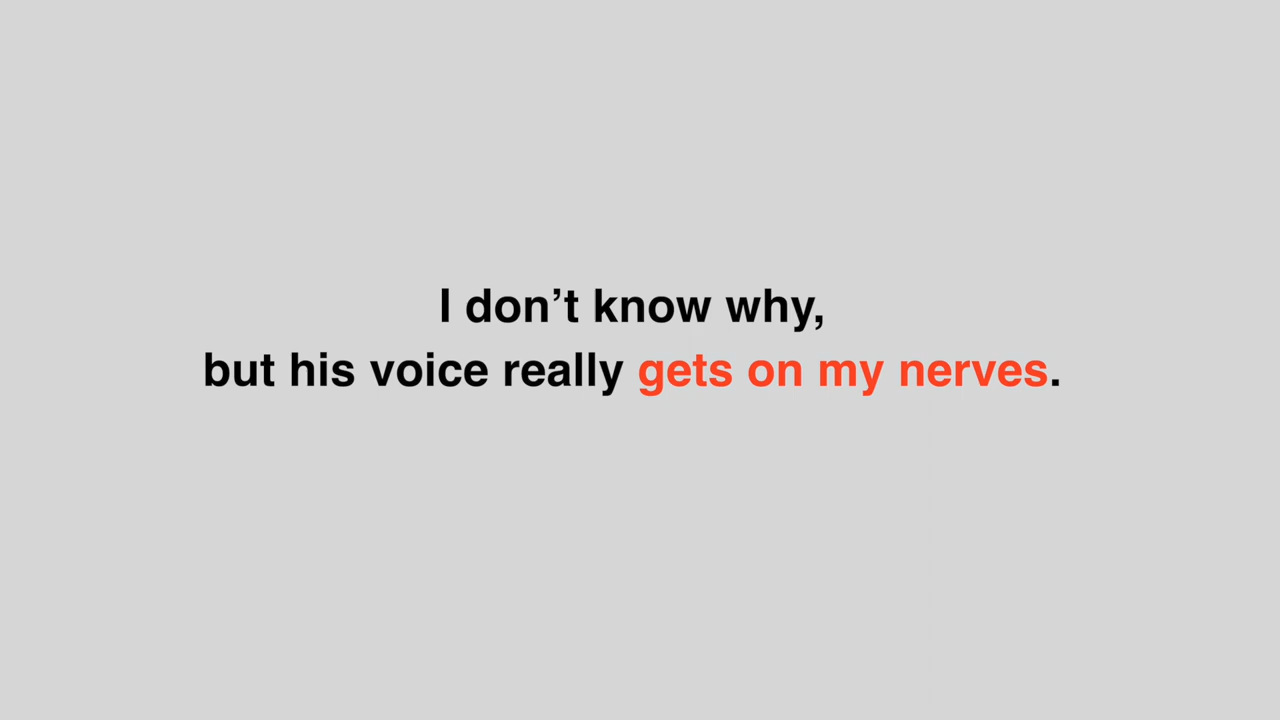 I don’t know why,
but his voice really gets on my nerves.